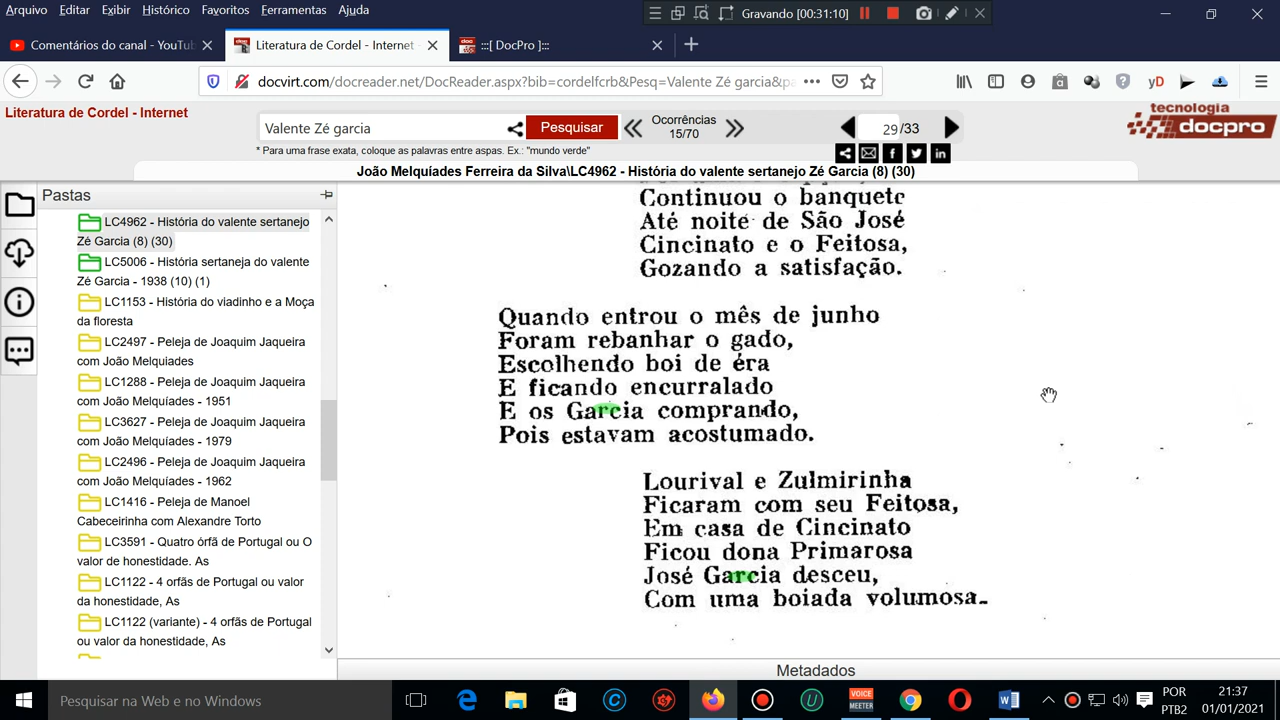 Arquivo Editar Exibir Histórico Favoritos Ferramentas Ajuda
Gravando [00:31:10]
Comentários do canal - YouTu
Literatura de Cordel - Internet -
:::[ DocPro ]:::
docvirt.com/docreader.net/DocReader.aspx?bib=cordelfcrb&Pesq=Valente Zé garcia&pa
Literatura de Cordel - Internet
Valente Zé garcia
Pesquisar
Ocorrências
15/70
29 /33
tecnologia
docpro
* Para uma frase exata, coloque as palavras entre aspas. Ex.: "mundo verde"
João Melquíades Ferreira da Silva\LC4962 - História do valente sertanejo Zé Garcia (8) (30)
Pastas
LC4962 - História do valente sertanejo
Zé Garcia (8) (30)
LC5006 - História sertaneja do valente
Zé Garcia - 1938 (10) (1)
LC1153 - História do viadinho e a Moça
da floresta
LC2497 - Peleja de Joaquim Jaqueira
com João Melquiades
LC1288 - Peleja de Joaquim Jaqueira
com João Melquíades - 1951
LC3627 - Peleja de Joaquim Jaqueira
com João Melquíades - 1979
LC2496 - Peleja de Joaquim Jaqueira
com João Melquíades - 1962
LC1416 - Peleja de Manoel
Cabeceirinha com Alexandre Torto
LC3591 - Quatro órfã de Portugal ou O
valor de honestidade. As
LC1122 - 4 orfãs de Portugal ou valor
da honestidade, As
LC1122 (variante) - 4 orfãs de Portugal
ou valor da honestidade, As
Continuou o banquete
Até noite de São José
Cincinato e o Feitosa,
Gozando a satisfação.
Quando entrou o mês de junho
Foram rebanhar o gado,
Escolhendo boi de éra
E ficando encurralado
E os Garcia comprando,
Pois estavam acostumado.
Lourival e Zulmirinha
Ficaram com seu Feitosa,
Em casa de Cincinato
Ficou dona Primarosa
José Garcia desceu,
Com uma boiada volumosa.
Metadados
Pesquisar na Web e no Windows
VOICE
MEETER
POR
PTB2
21:37
01/01/2021